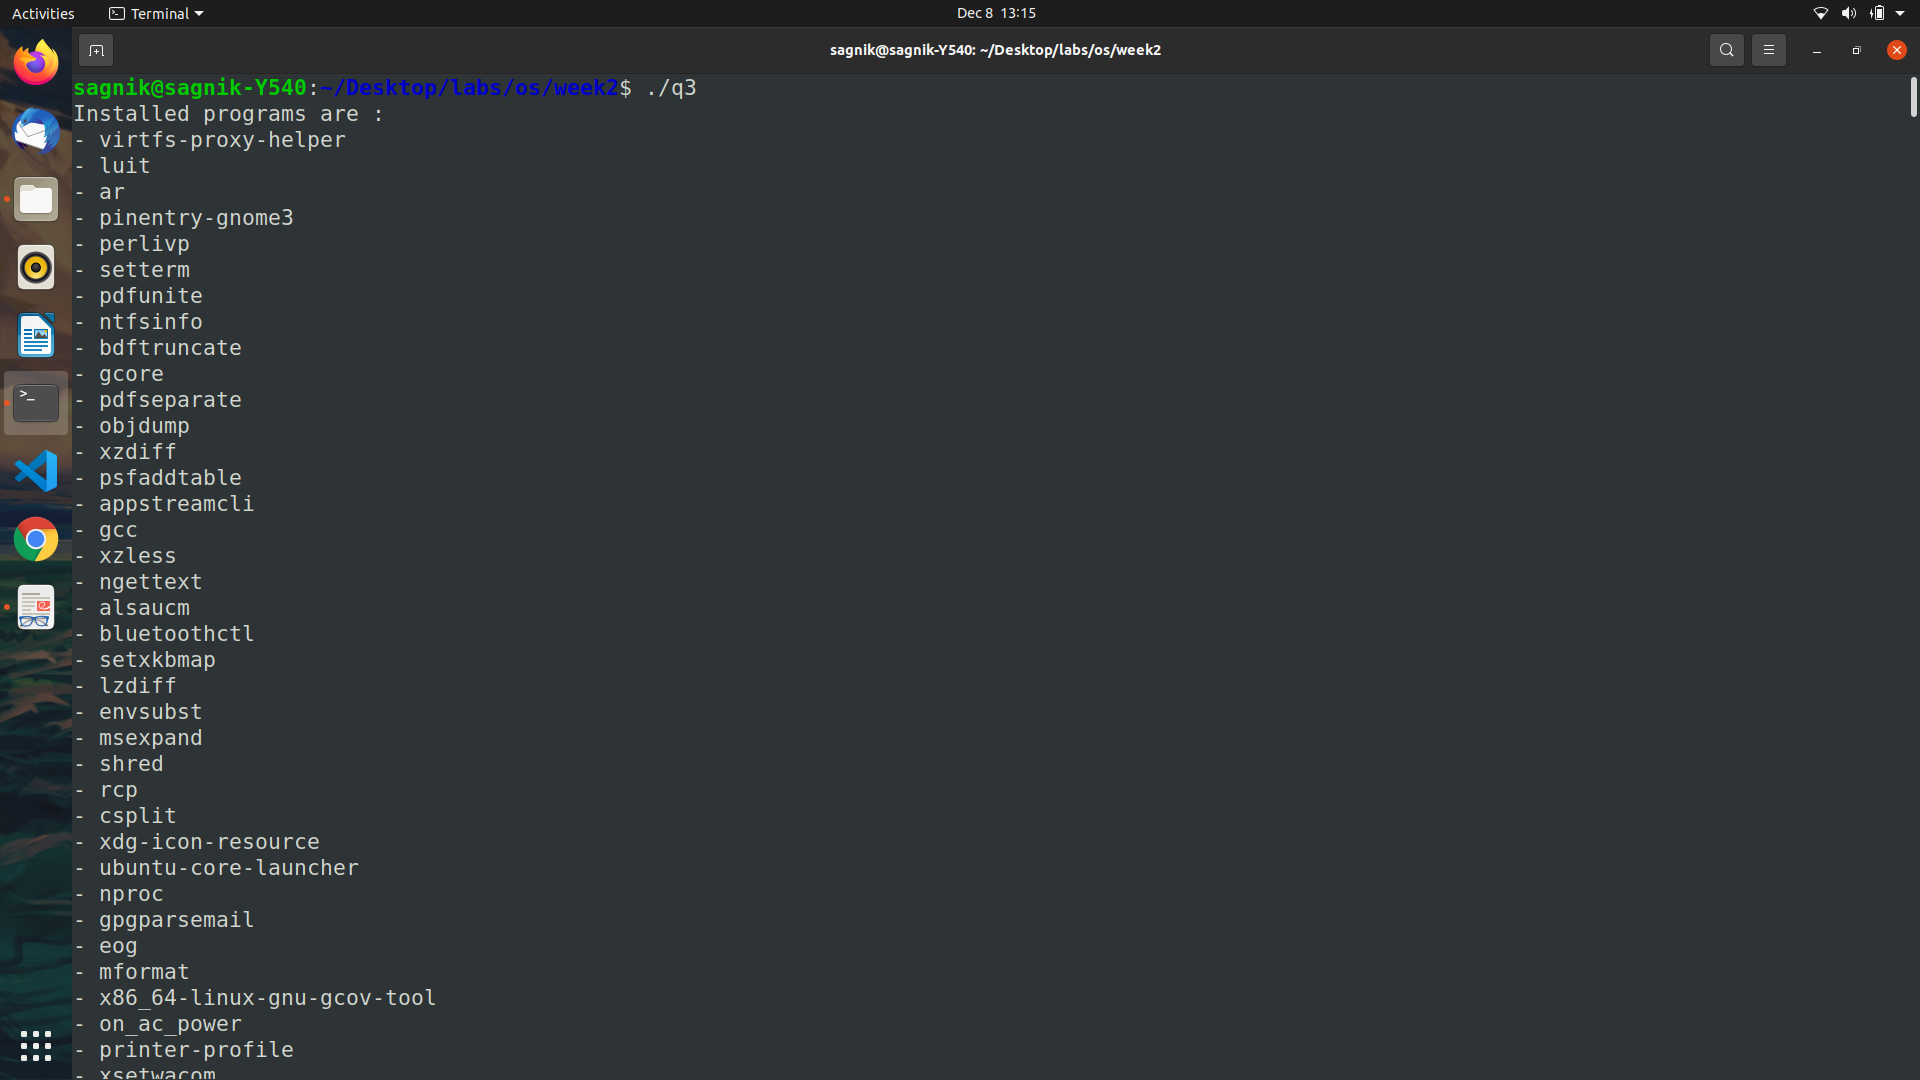 Activities
Terminal
Dec 8 13:15
sagnik@sagnik-Y540: ~/Desktop/labs/os/week2
sagnik@sagnik-Y540:~/Desktop/labs/os/week2$ ./q3
Installed programs are :
- virtfs-proxy-helper
- luit
- ar
- pinentry-gnome3
- perlivp
- setterm
- pdfunite
- ntfsinfo
- bdftruncate
- gcore
- pdfseparate
- objdump
- xzdiff
- psfaddtable
- appstreamcli
- gcc
- xzless
- ngettext
- alsaucm
- bluetoothctl
- setxkbmap
- lzdiff
- envsubst
- msexpand
- shred
- rcp
- csplit
- xdg-icon-resource
- ubuntu-core-launcher
- nproc
- gpgparsemail
- eog
- mformat
- x86_64-linux-gnu-gcov-tool
- on_ac_power
- printer-profile
- xsetwacom